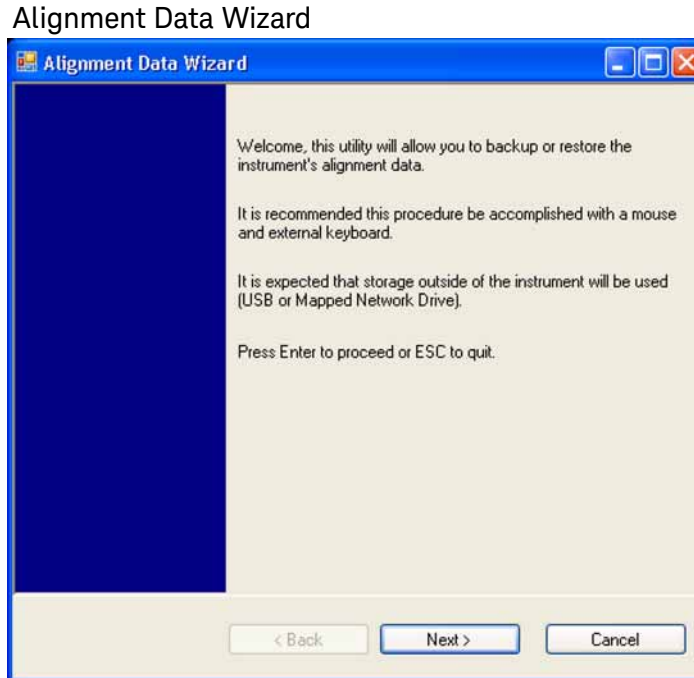 Alignment Data Wizard
Alignment Data Wizard
Welcome, this utility will allow you to backup or restore the
instrument's alignment data.
It is recommended this procedure be accomplished with a mouse
and external keyboard.
It is expected that storage outside of the instrument will be used
(USB or Mapped Network Drive).
Press Enter to proceed or ESC to quit.
< Back
Next >
Cancel